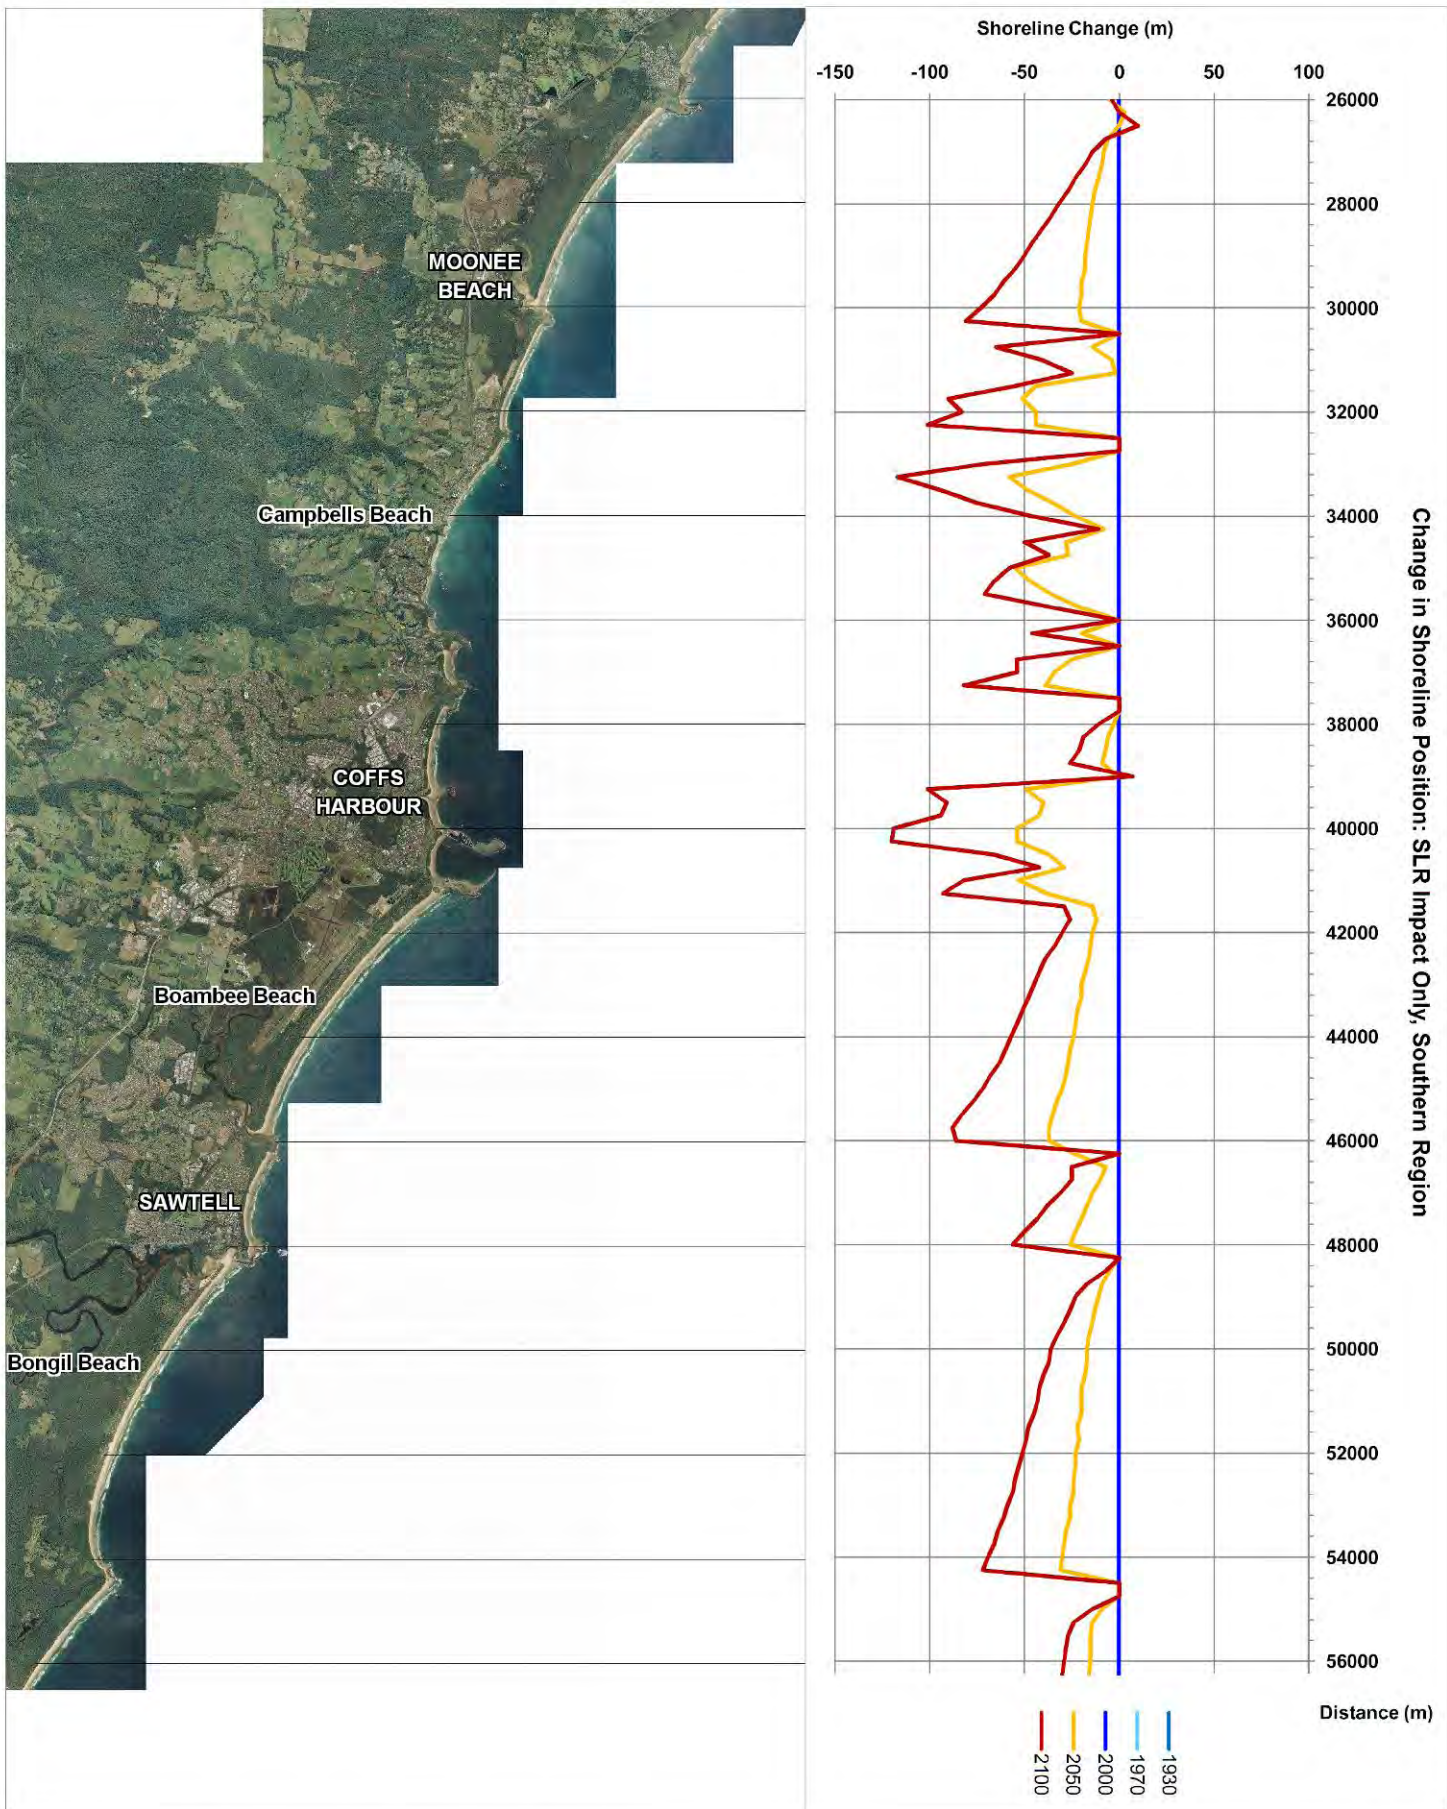 Shoreline Change (m)
-150 -100 -50 0 50 100
26000
28000
30000
32000
34000
36000
38000
40000
42000
44000
46000
48000
50000
52000
54000
56000
Distance (m)
Change in Shoreline Position: SLR Impact Only, Southern Region
MOONEE
BEACH
Campbells Beach
COFFS
HARBOUR
Boambee Beach
SAWTELL
Bongil Beach
1930
1970
2000
2050
2100